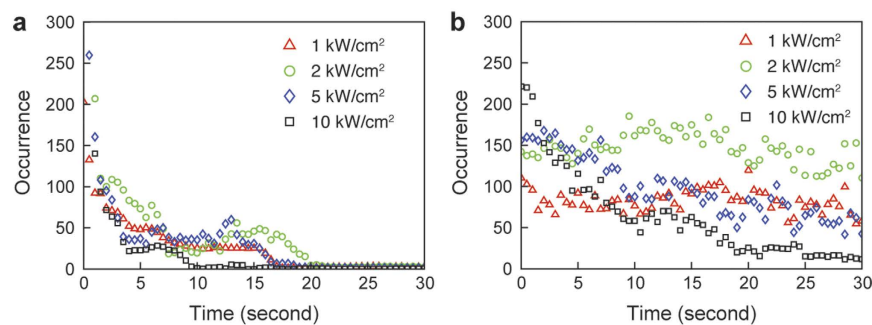 a
300
250
200
150
100
50
0
Occurrence
0 5 10 15 20 25 30
Time (second)
1 kW/cm²
2 kW/cm²
5 kW/cm²
10 kW/cm²
b
300
250
200
150
100
50
0
Occurrence
0 5 10 15 20 25 30
Time (second)
1 kW/cm²
2 kW/cm²
5 kW/cm²
10 kW/cm²